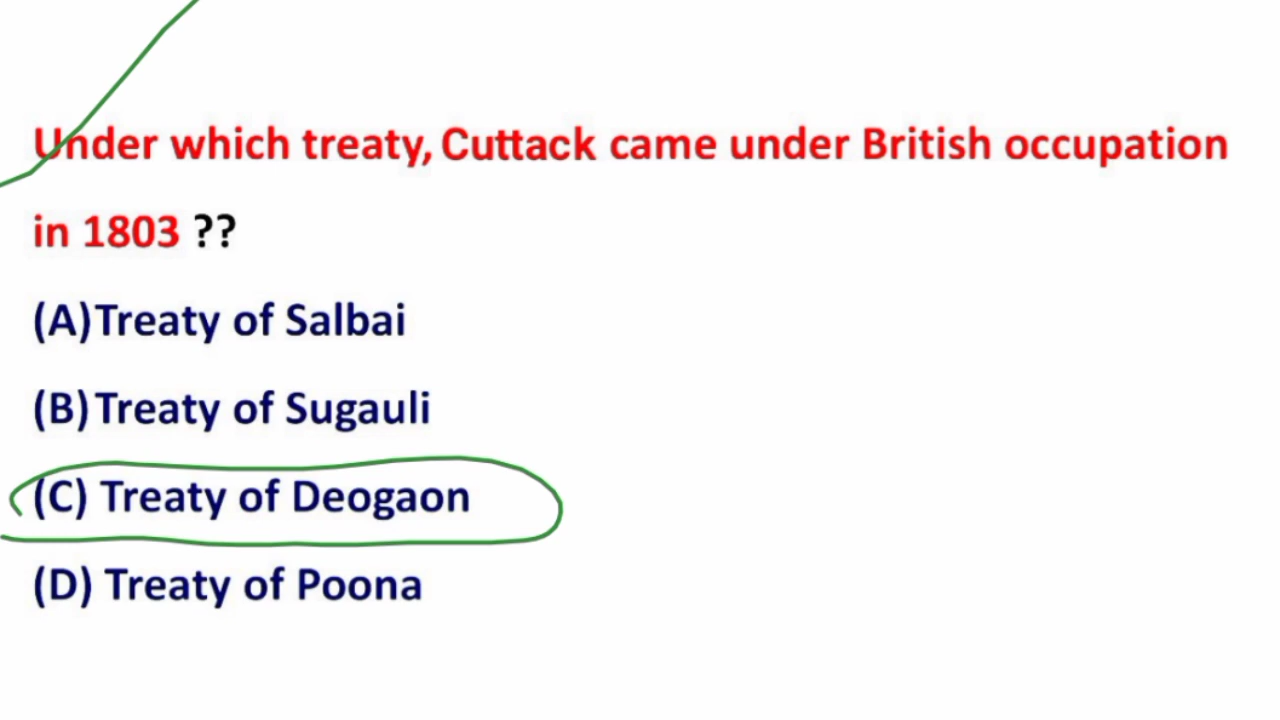 Under which treaty, Cuttack came under British occupation
in 1803 ??
(A) Treaty of Salbai
(B) Treaty of Sugauli
(C) Treaty of Deogaon
(D) Treaty of Poona